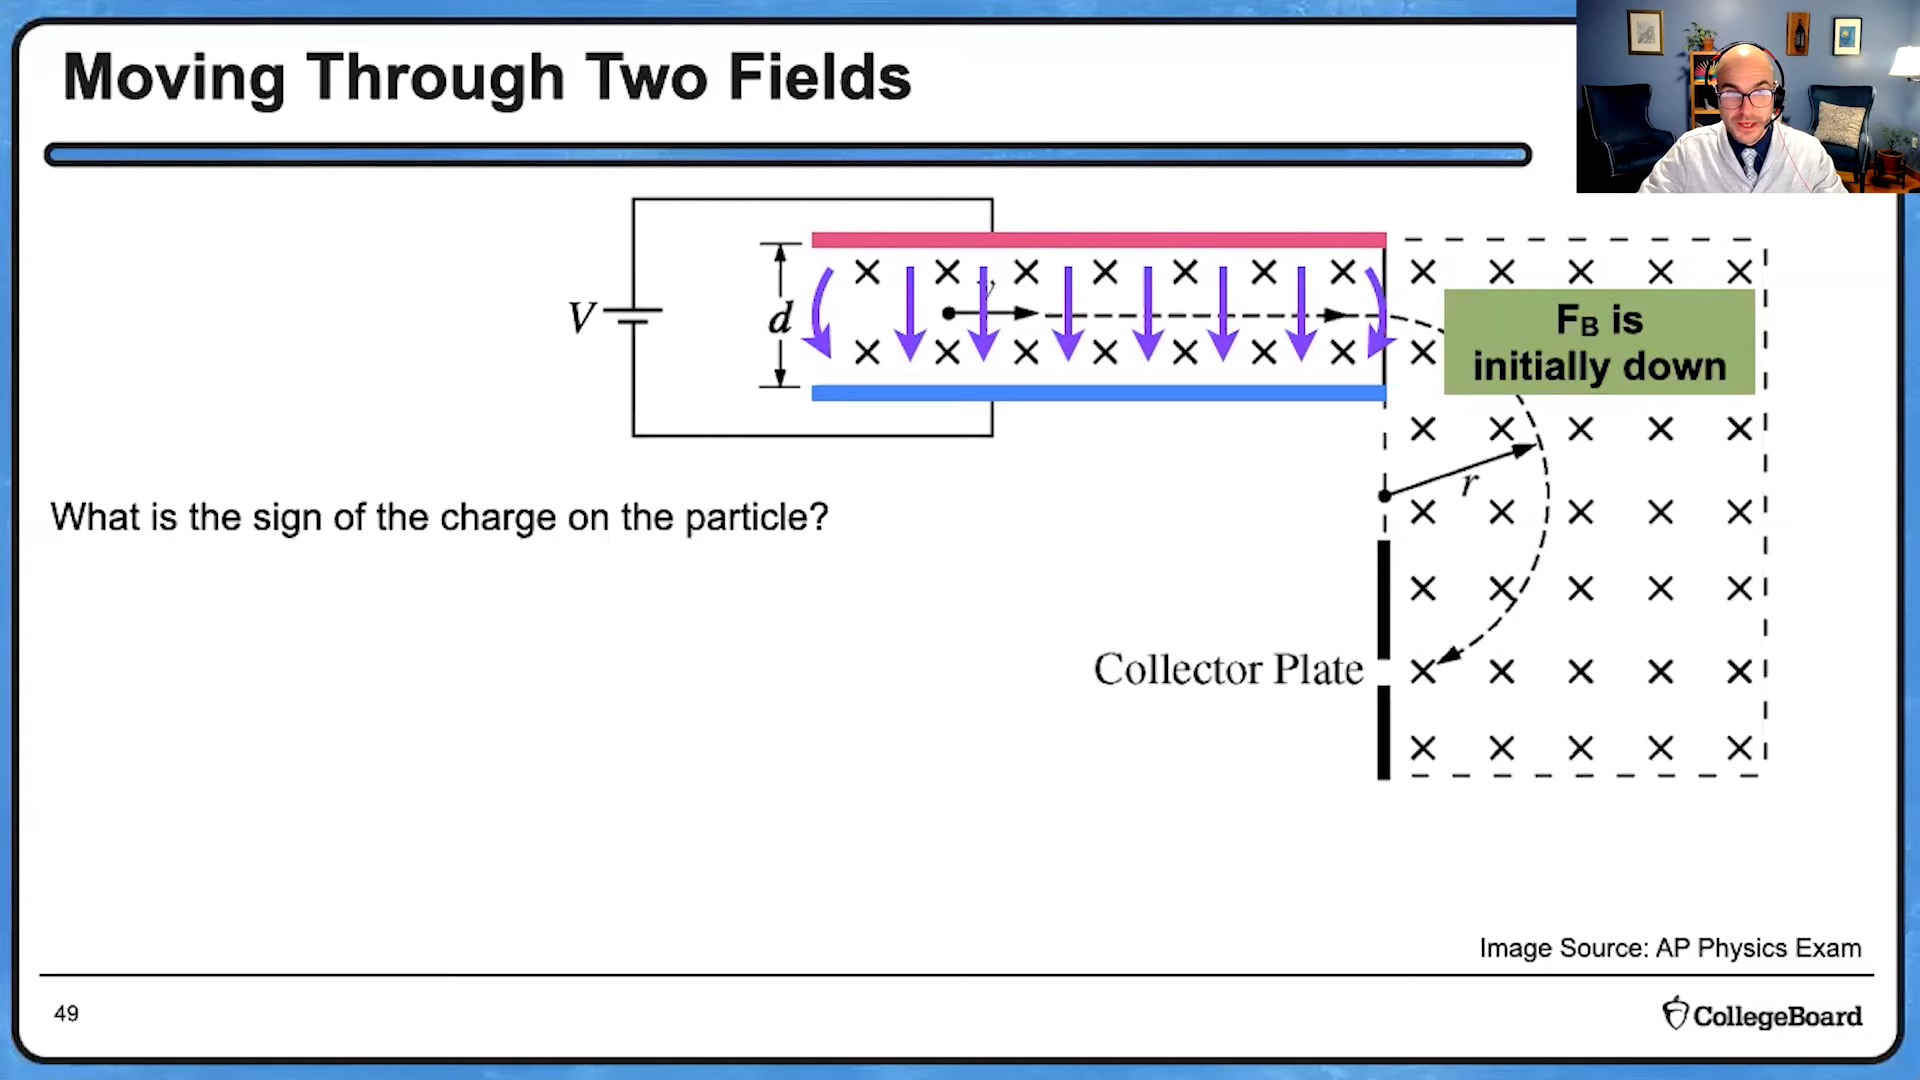 Moving Through Two Fields
V
d
v
F_B is
initially down
r
What is the sign of the charge on the particle?
Collector Plate
Image Source: AP Physics Exam
49
CollegeBoard